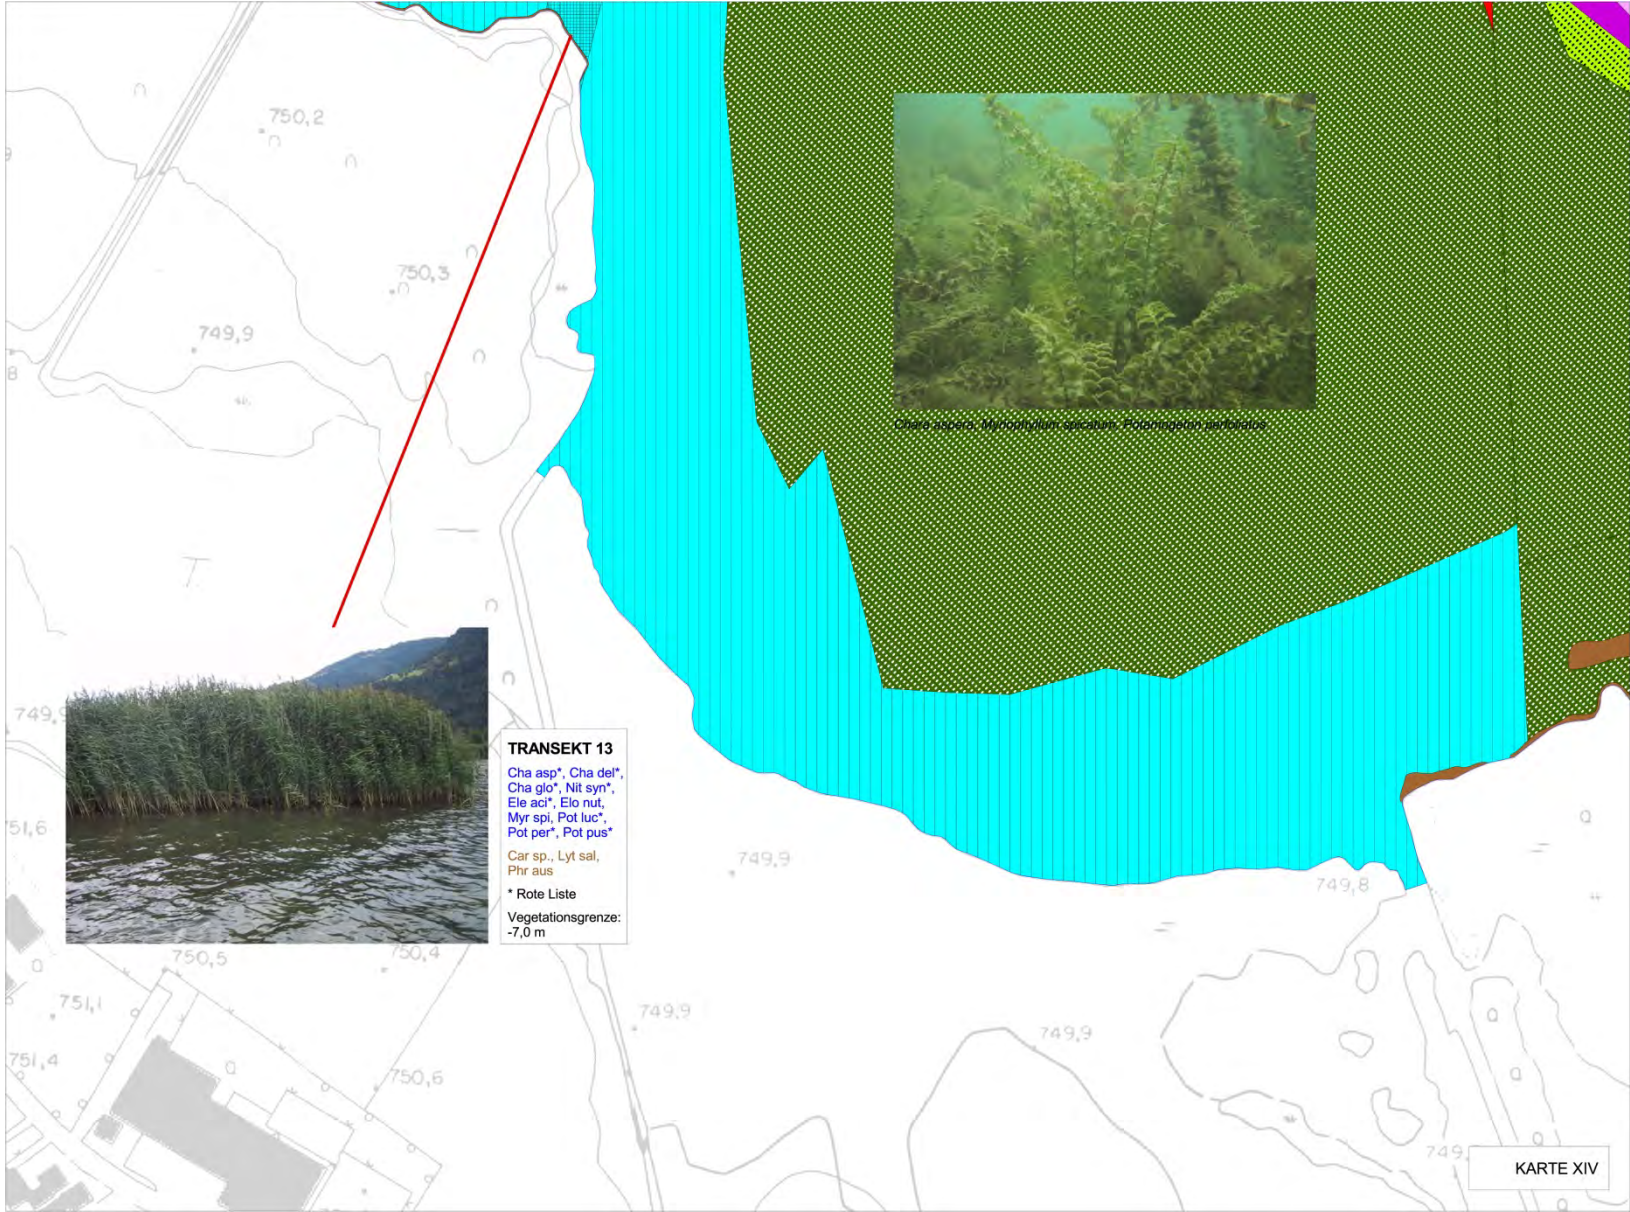 750,2
750,3
749,9
8
Chara aspera, Myriophyllum spicatum, Potamogeton perfoliatus
TRANSEKT 13
Cha asp*, Cha del*,
Cha glo*, Nit syn*,
Ele aci*, Elo nut,
Myr spi, Pot luc*,
Pot per*, Pot pus*
Car sp., Lyt sal,
Phr aus
* Rote Liste
Vegetationsgrenze:
-7,0 m
749,9
751,6
749,9
749,8
750,5
750,4
751,1
749,9
749,9
751,4
750,6
749,
KARTE XIV